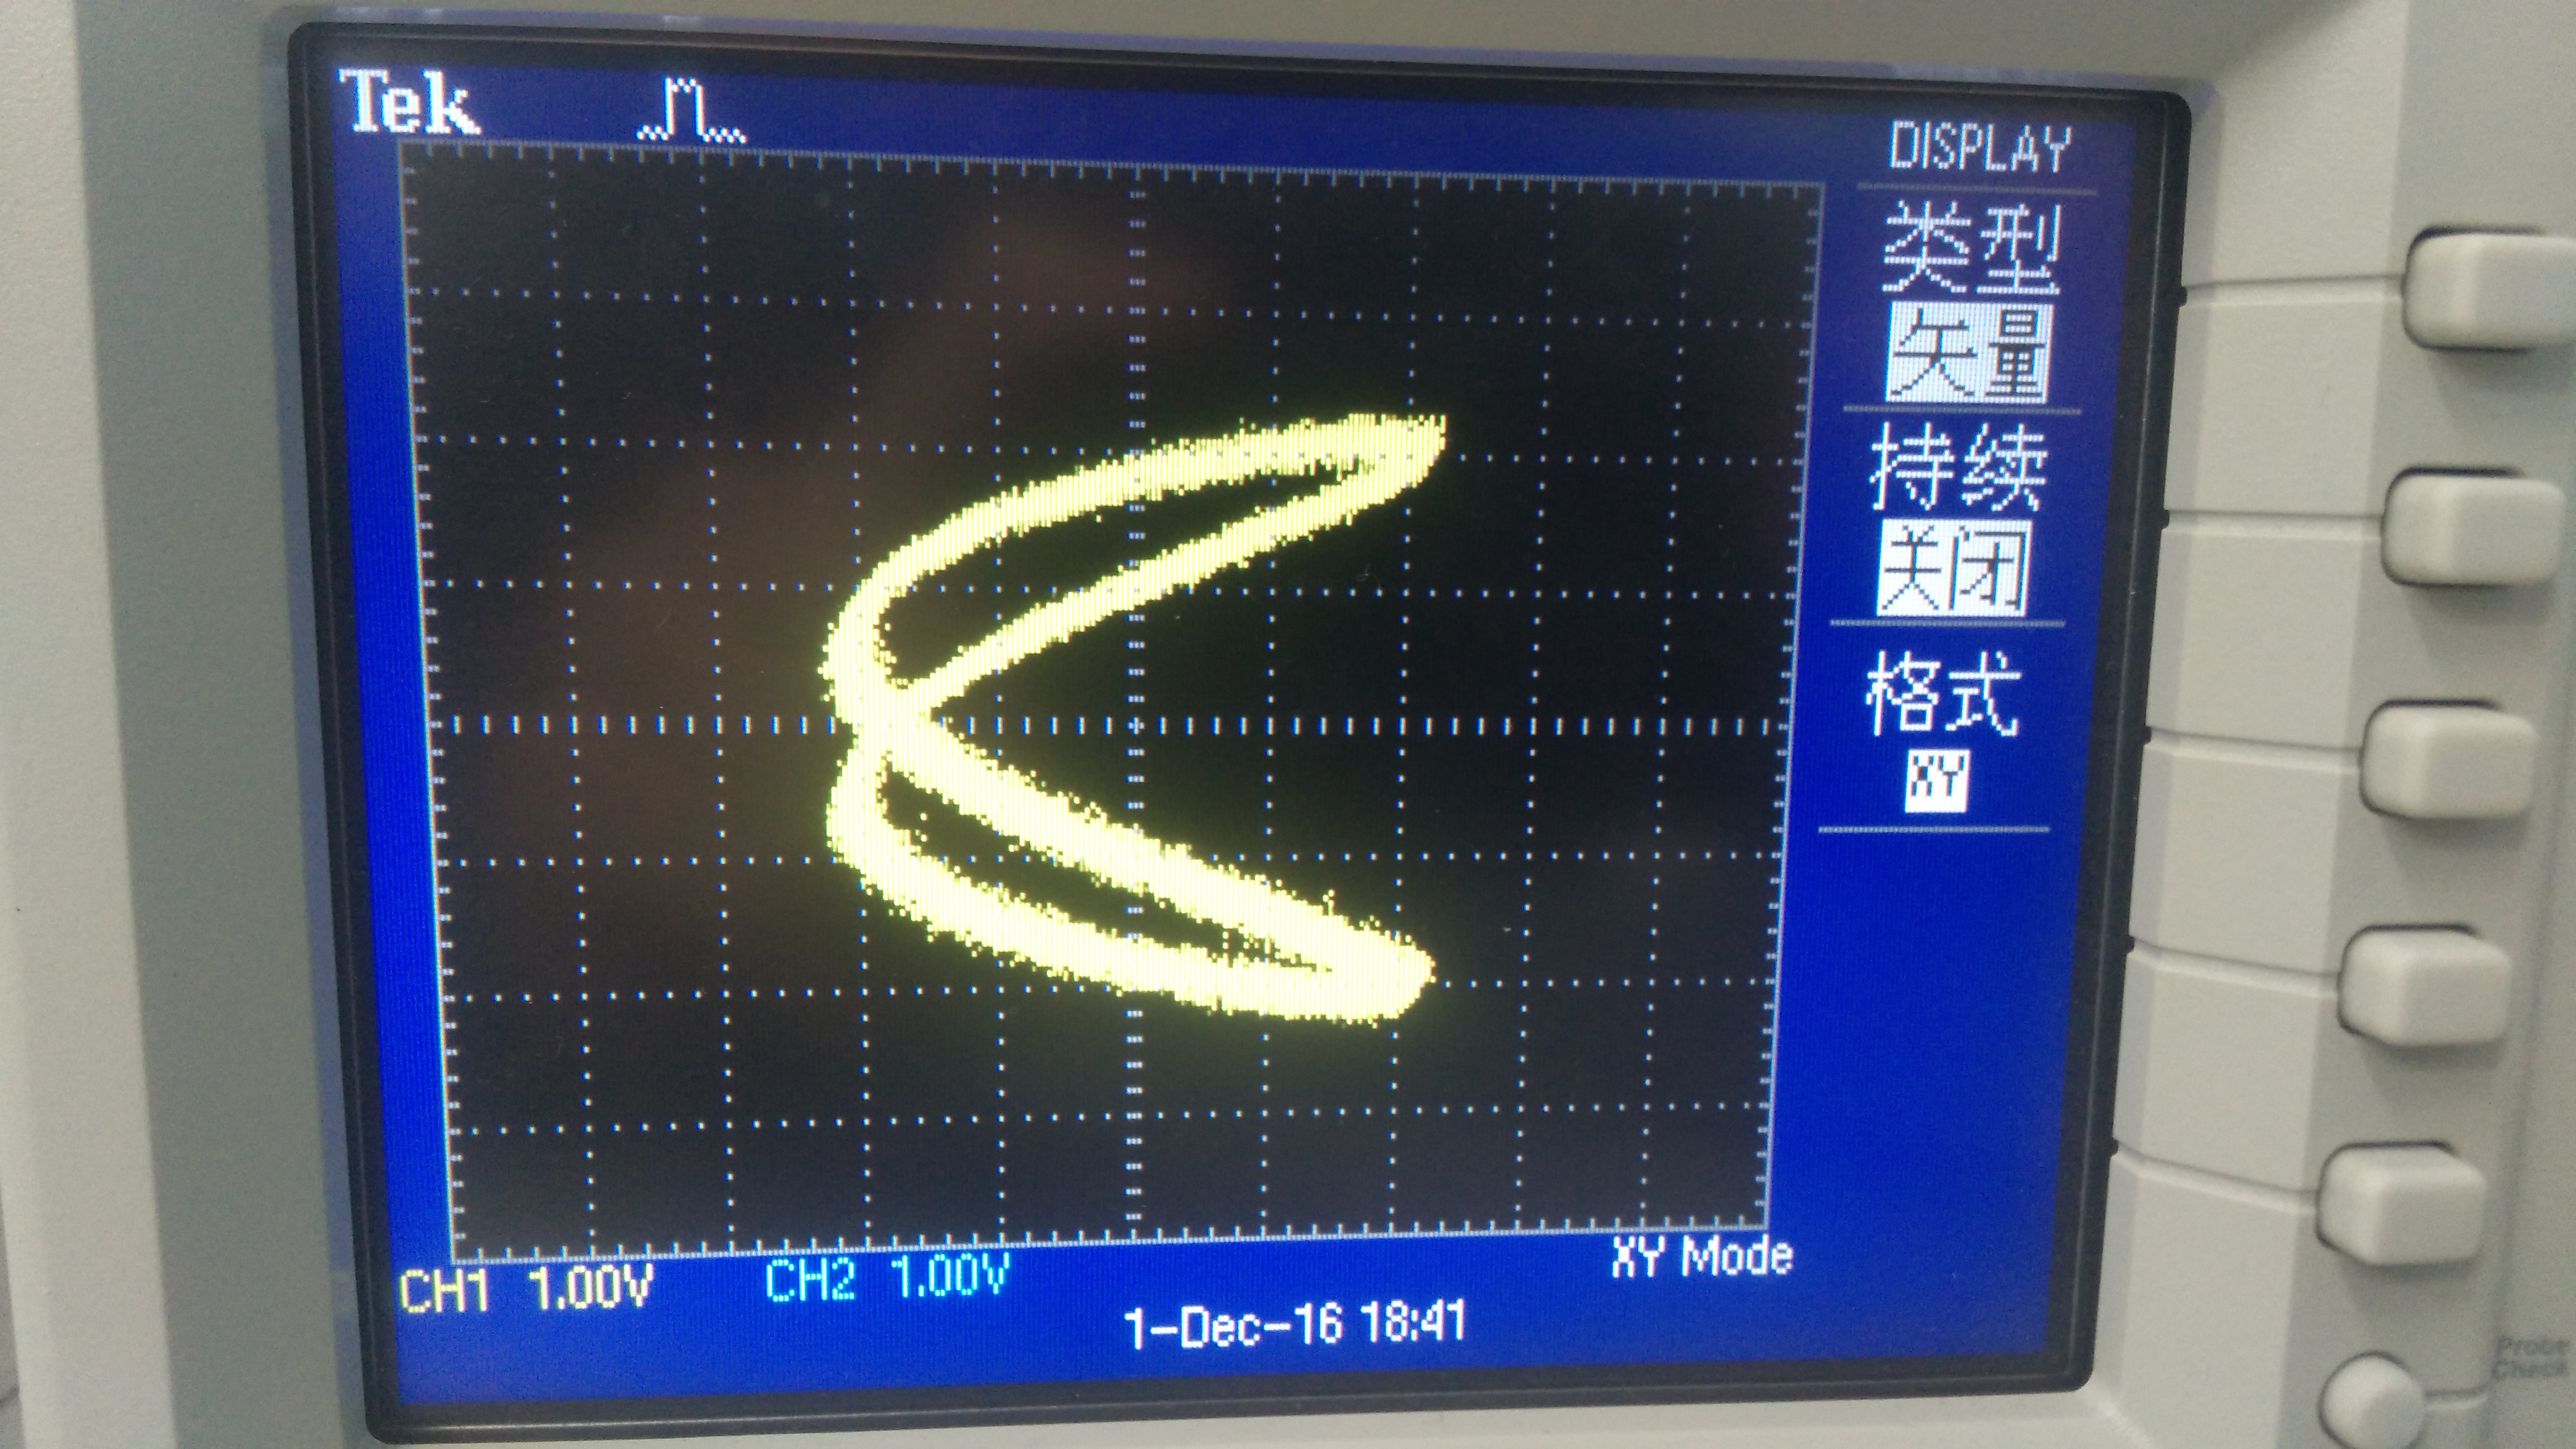 Tek
DISPLAY
类型
矢量
持续
关闭
格式
XY
XY Mode
CH1 1.00V CH2 1.00V
1-Dec-16 18:41
Probe
Check